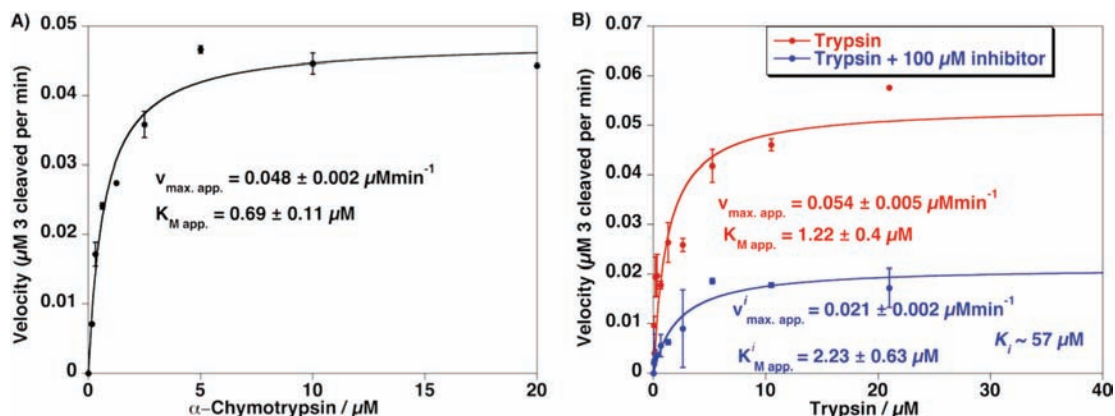 A)
0.05
0.04
0.03
0.02
0.01
0
Velocity (µM 3 cleaved per min)
v max. app. = 0.048 ± 0.002 µMmin-1
K M app. = 0.69 ± 0.11 µM
0 5 10 15 20
α–Chymotrypsin / µM
B)
0.07
0.06
0.05
0.04
0.03
0.02
0.01
0
Velocity (µM 3 cleaved per min)
Trypsin
Trypsin + 100 µM inhibitor
v max. app. = 0.054 ± 0.005 µMmin-1
K M app. = 1.22 ± 0.4 µM
v i max. app. = 0.021 ± 0.002 µMmin-1
K i ~ 57 µM
K i M app. = 2.23 ± 0.63 µM
0 10 20 30 40
Trypsin / µM